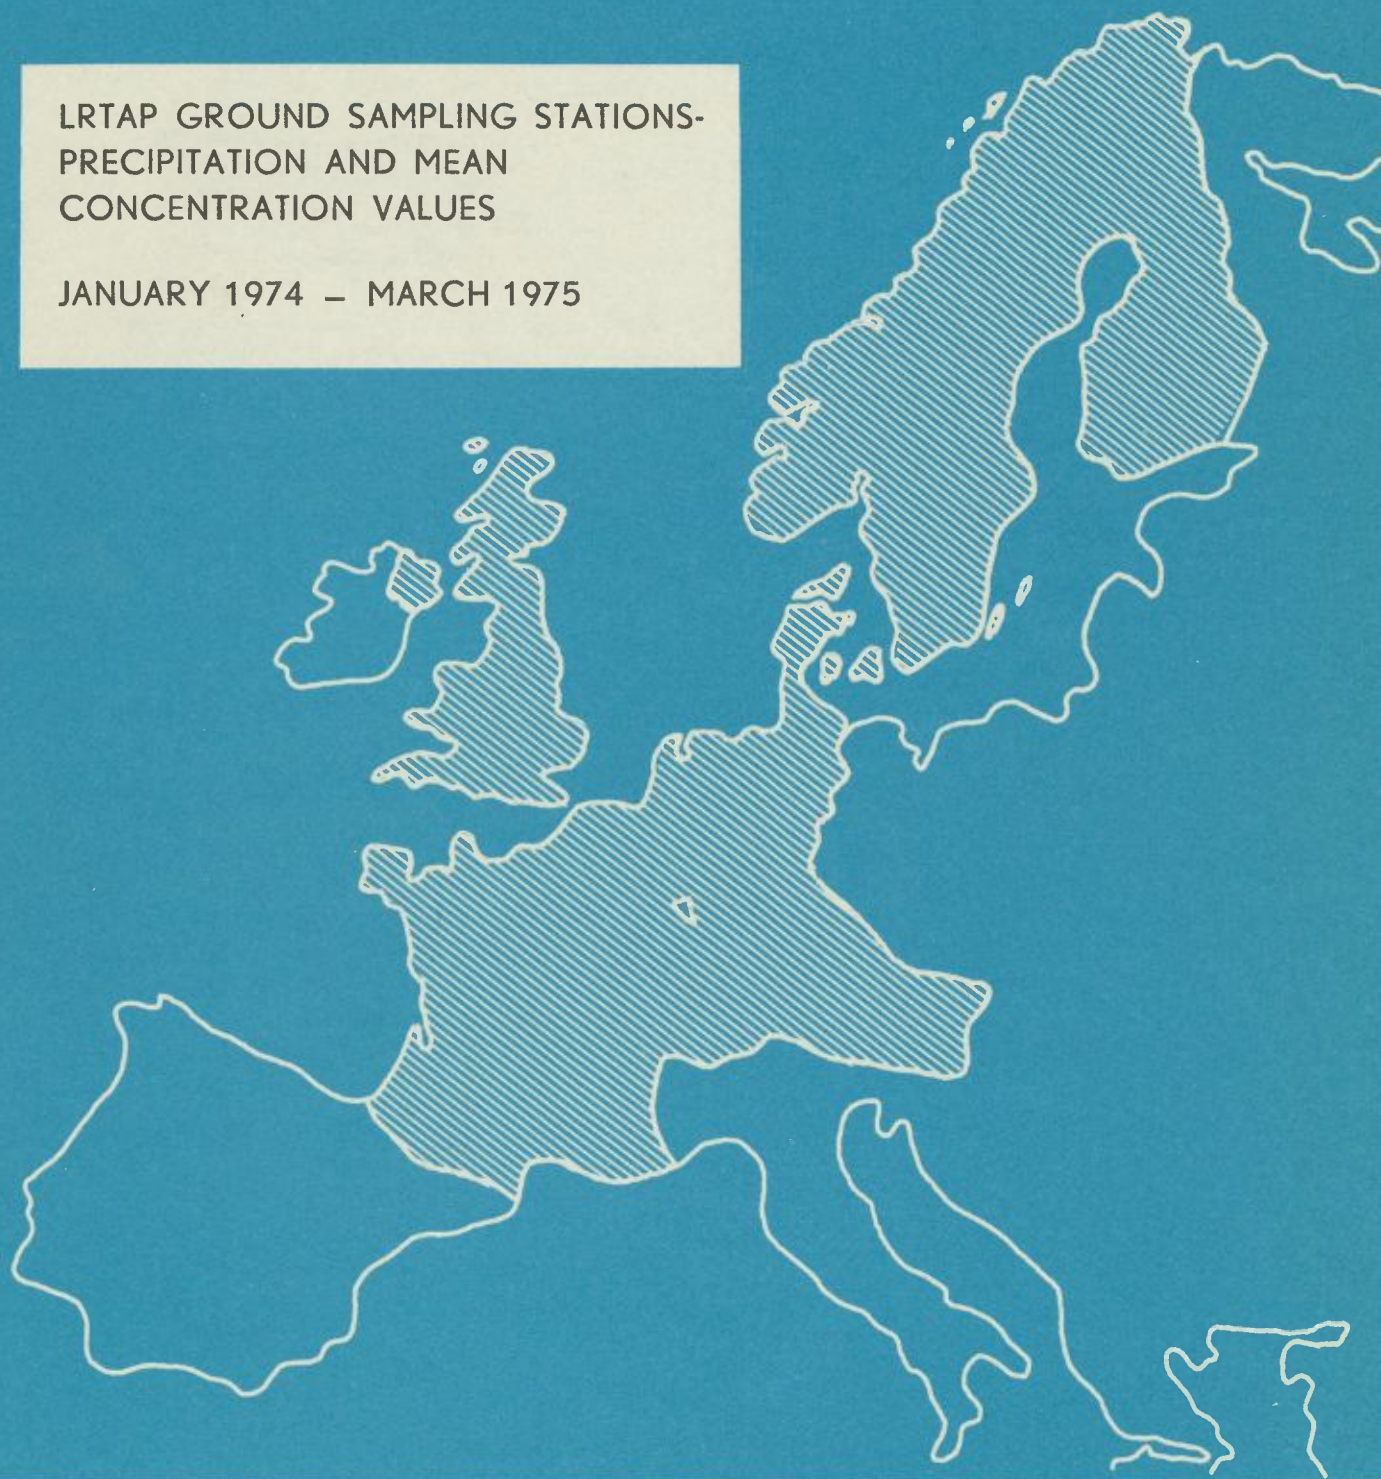 LRTAP GROUND SAMPLING STATIONS-
PRECIPITATION AND MEAN
CONCENTRATION VALUES
JANUARY 1974 – MARCH 1975